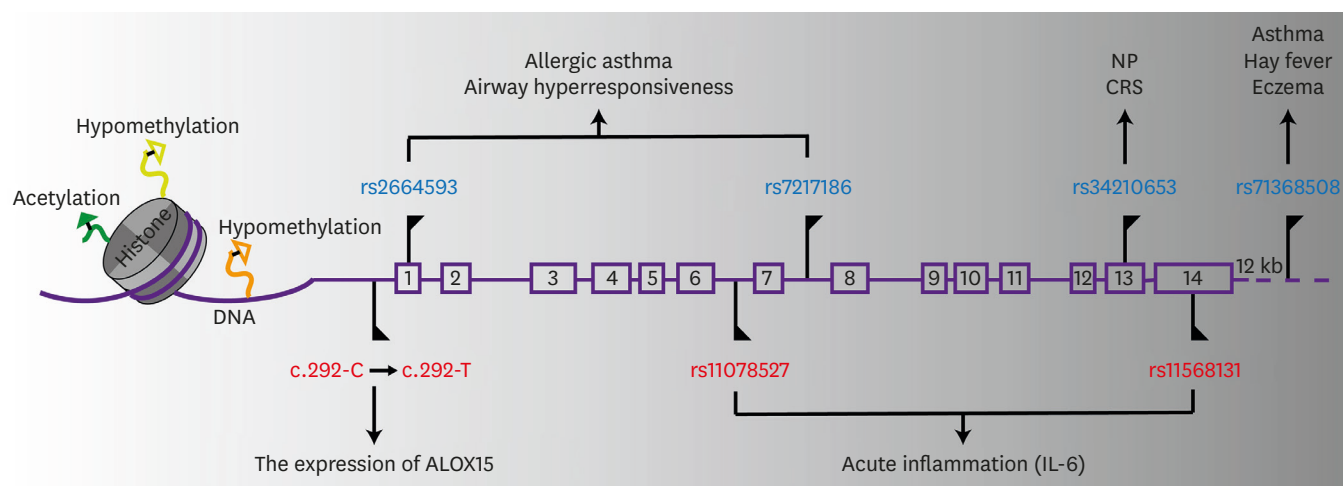 Asthma
Hay fever
Eczema
Allergic asthma
Airway hyperresponsiveness
NP
CRS
Hypomethylation
Acetylation
Histone
Hypomethylation
DNA
rs2664593
rs7217186
rs34210653
rs71368508
1 2 3 4 5 6 7 8 9 10 11 12 13 14 12 kb
c.292-C c.292-T
rs11078527
rs11568131
The expression of ALOX15
Acute inflammation (IL-6)